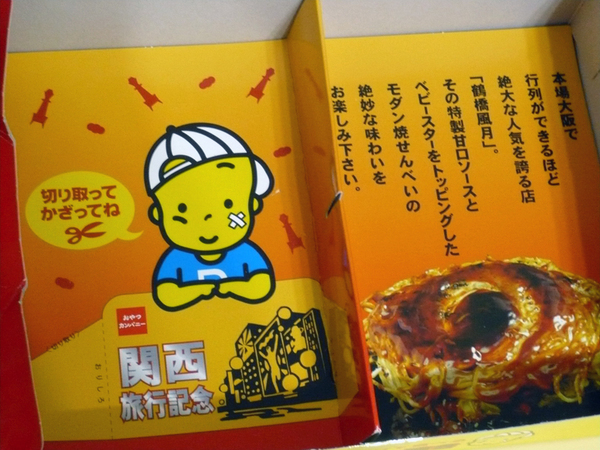 切り取って
かざってね
おやつ
カンパニー
関西
旅行記念
おりしろ
本場大阪で
行列ができるほど
絶大な人気を誇る店
「鶴橋風月」。
その特製甘口ソースと
ベビースターをトッピングした
モダン焼せんべいの
絶妙な味わいを
お楽しみ下さい。